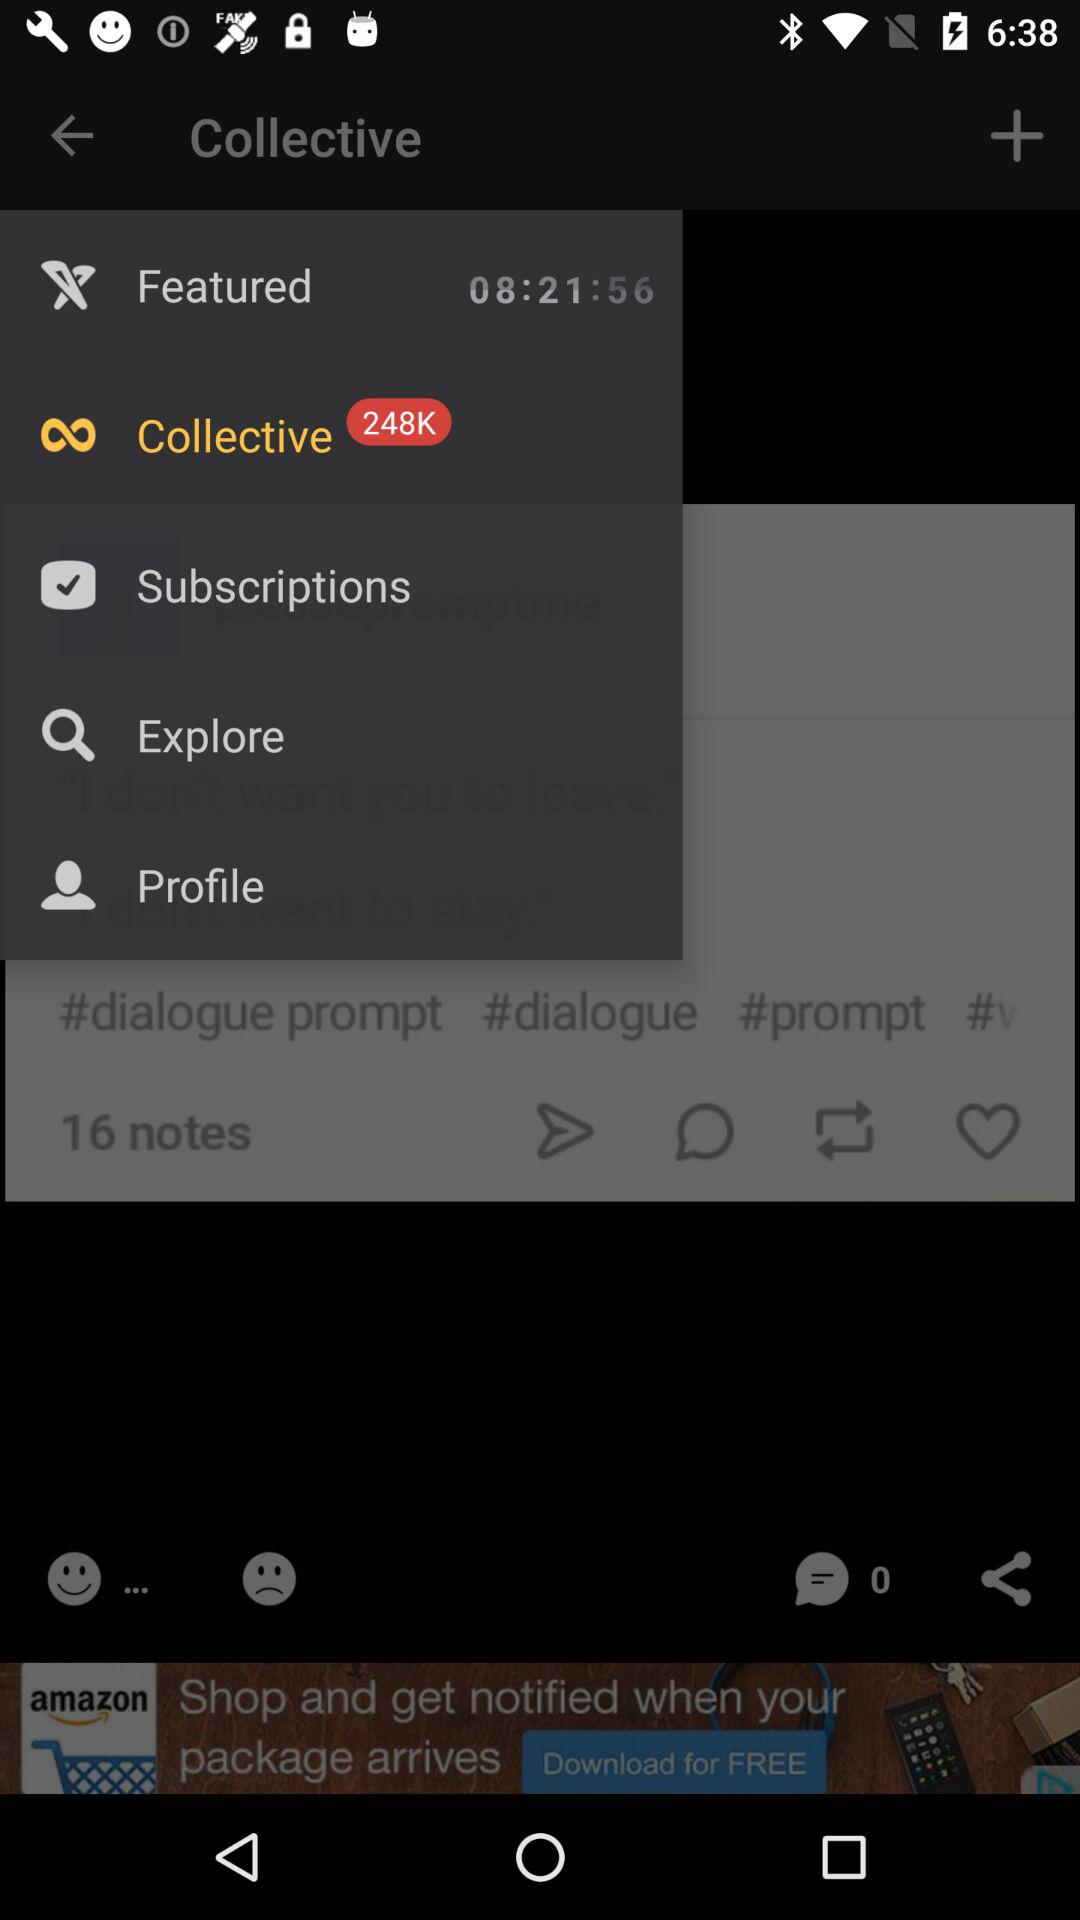 FAKE
6:38
Collective
Featured 08:21:56
Collective 248K
Subscriptions
pleasepromptme
Explore
“I don’t want you to leave.”
Profile
“I don’t want to stay.”
#dialogue prompt #dialogue #prompt
16 notes
... 0
amazon
Shop and get notified when your
package arrives
Download for FREE